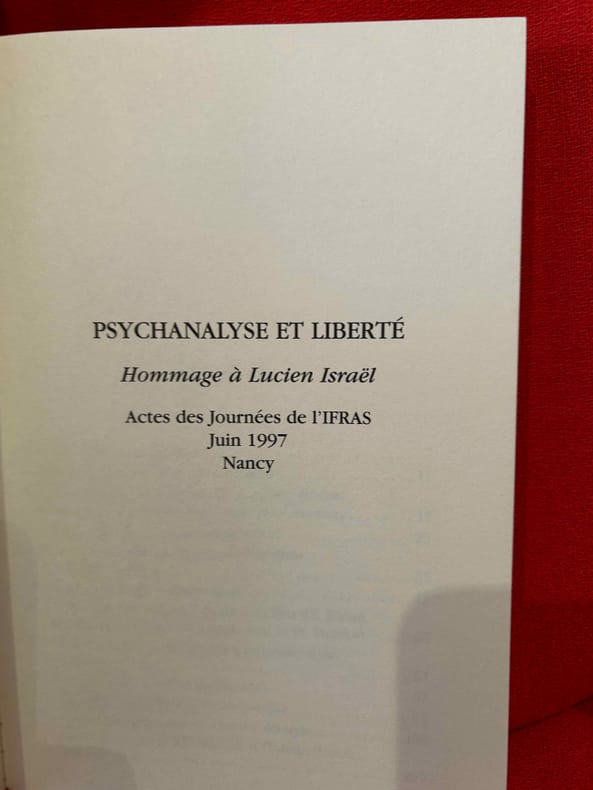 PSYCHANALYSE ET LIBERTÉ
Hommage à Lucien Israël
Actes des Journées de l'IFRAS
Juin 1997
Nancy